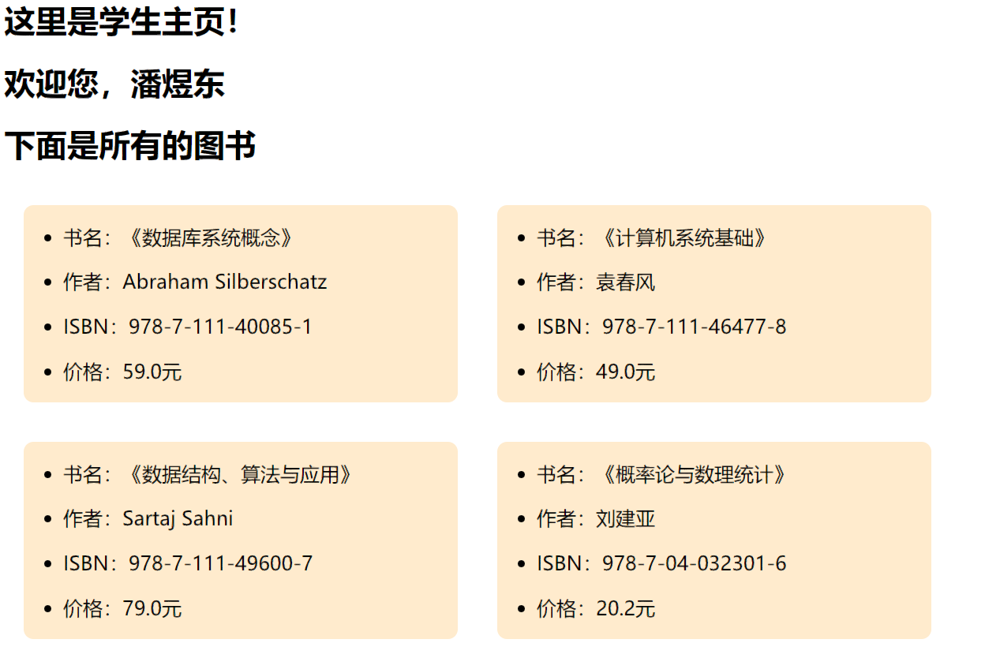 这里是学生主页！
欢迎您，潘煜东
下面是所有的图书
书名：《数据库系统概念》
作者：Abraham Silberschatz
ISBN：978-7-111-40085-1
价格：59.0元
书名：《计算机系统基础》
作者：袁春风
ISBN：978-7-111-46477-8
价格：49.0元
书名：《数据结构、算法与应用》
作者：Sartaj Sahni
ISBN：978-7-111-49600-7
价格：79.0元
书名：《概率论与数理统计》
作者：刘建亚
ISBN：978-7-04-032301-6
价格：20.2元